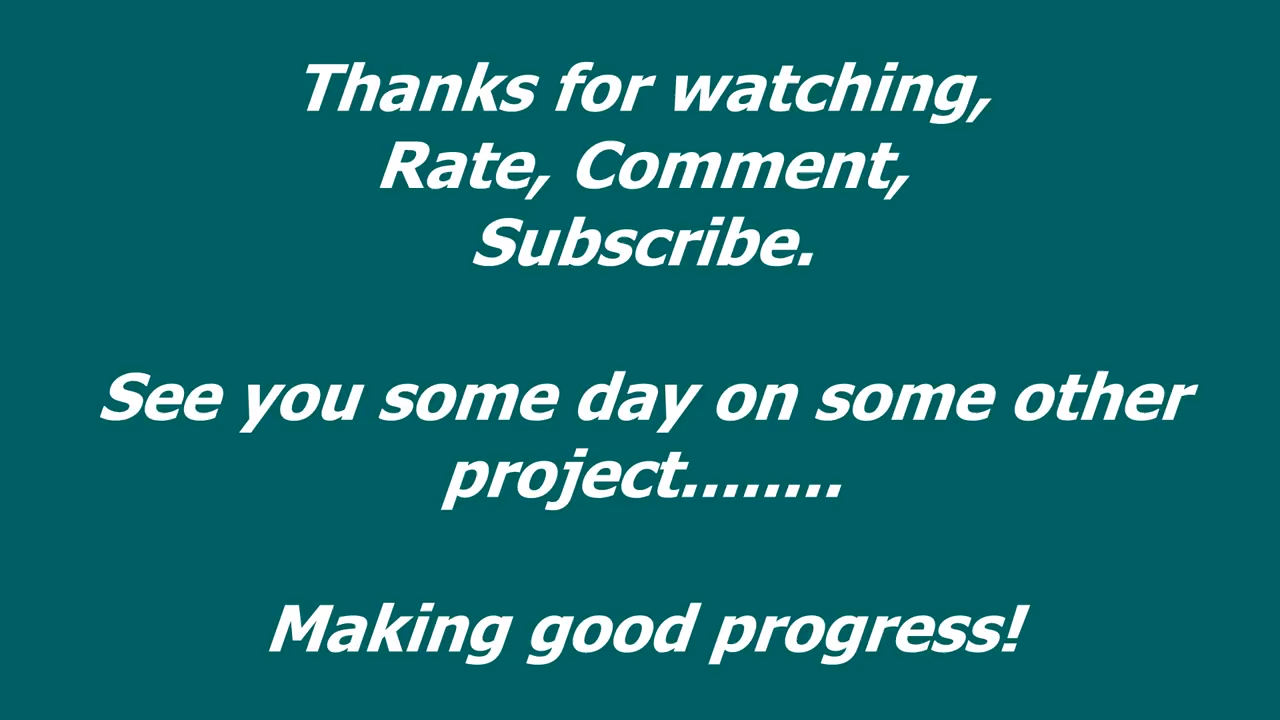 Thanks for watching,
Rate, Comment,
Subscribe.
See you some day on some other
project........
Making good progress!